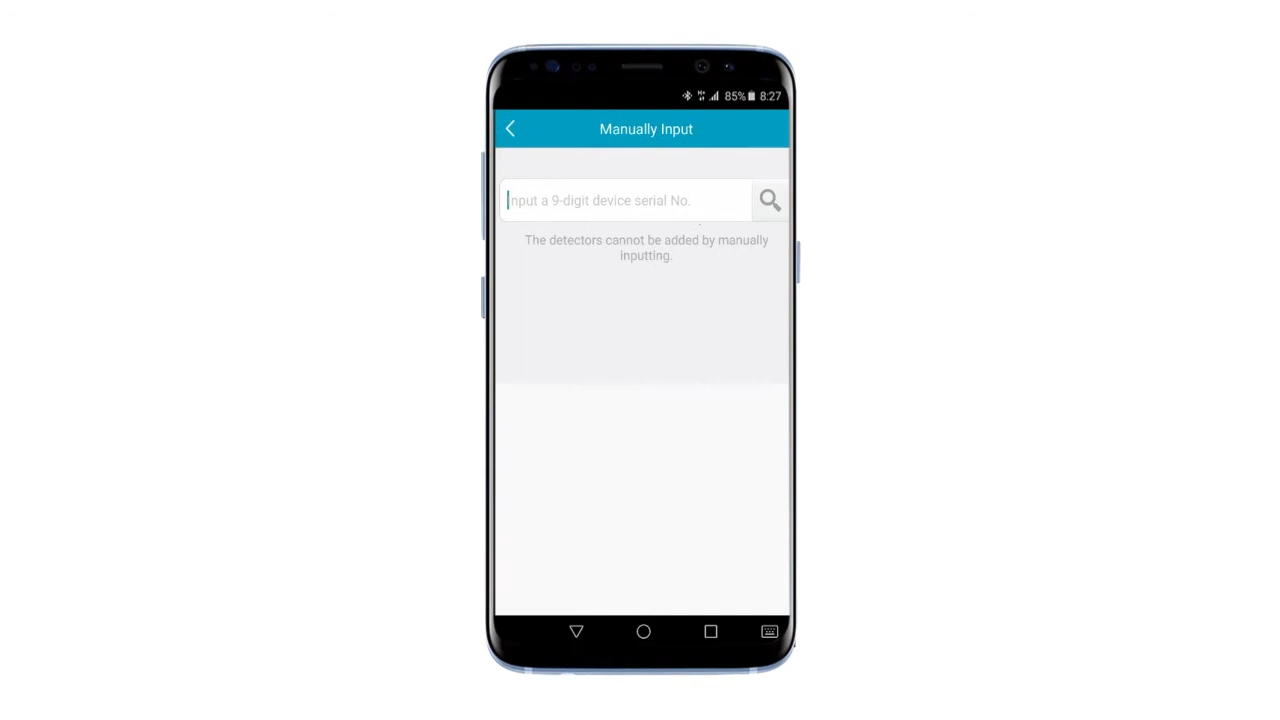 85% 8:27
Manually Input
Input a 9-digit device serial No.
The detectors cannot be added by manually
inputting.